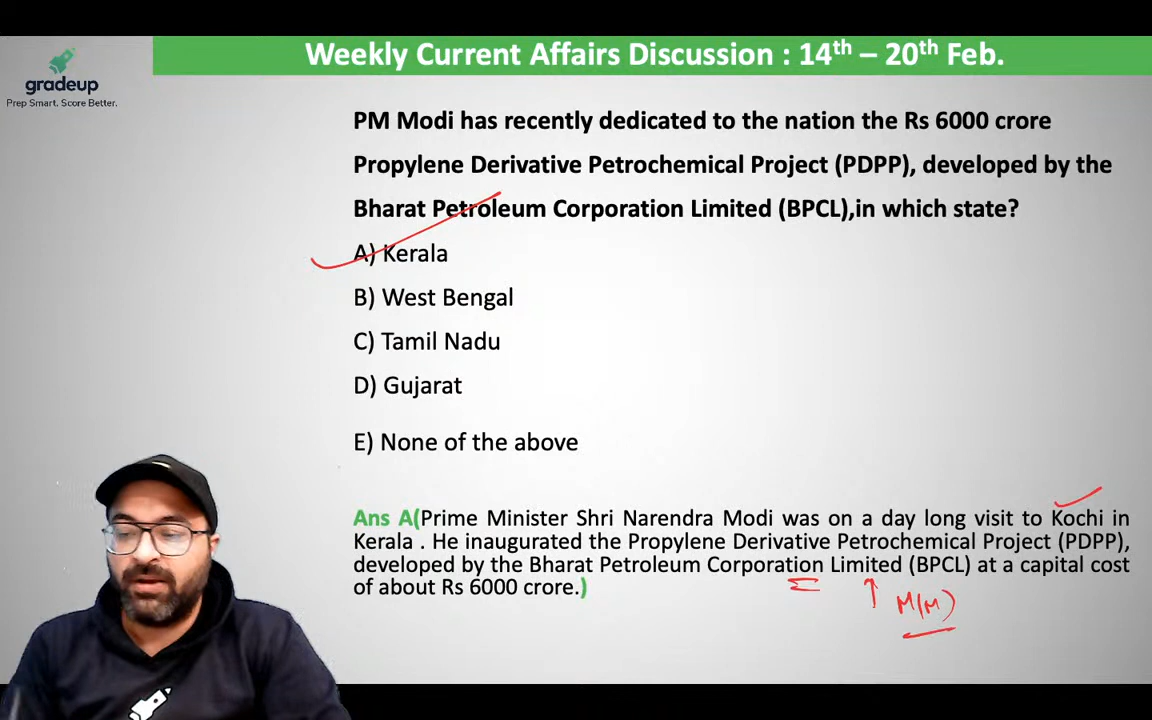 Weekly Current Affairs Discussion : 14th – 20th Feb.
gradeup
Prep Smart. Score Better.
PM Modi has recently dedicated to the nation the Rs 6000 crore
Propylene Derivative Petrochemical Project (PDPP), developed by the
Bharat Petroleum Corporation Limited (BPCL),in which state?
A) Kerala
B) West Bengal
C) Tamil Nadu
D) Gujarat
E) None of the above
Ans A(Prime Minister Shri Narendra Modi was on a day long visit to Kochi in
Kerala . He inaugurated the Propylene Derivative Petrochemical Project (PDPP),
developed by the Bharat Petroleum Corporation Limited (BPCL) at a capital cost
of about Rs 6000 crore.)
M(M)